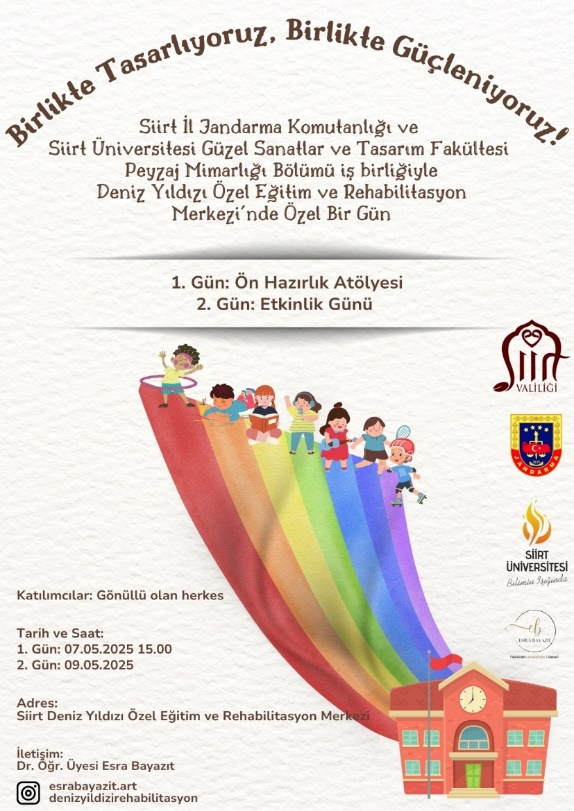 Birlikte Tasarlıyoruz, Birlikte Güçleniyoruz!
Siirt İl Jandarma Komutanlığı ve
Siirt Üniversitesi Güzel Sanatlar ve Tasarım Fakültesi
Peyzaj Mimarlığı Bölümü iş birliğiyle
Deniz Yıldızı Özel Eğitim ve Rehabilitasyon
Merkezi'nde Özel Bir Gün
1. Gün: Ön Hazırlık Atölyesi
2. Gün: Etkinlik Günü
Siirt
VALİLİĞİ
JANDARMA
SİİRT
ÜNİVERSİTESİ
Bilimin Işığında
eb
ESRA BAYAZIT
Katılımcılar: Gönüllü olan herkes
Tarih ve Saat:
1. Gün: 07.05.2025 15.00
2. Gün: 09.05.2025
Adres:
Siirt Deniz Yıldızı Özel Eğitim ve Rehabilitasyon Merkezi
İletişim:
Dr. Öğr. Üyesi Esra Bayazıt
esrabayazit.art
denizyildizirehabilitasyon